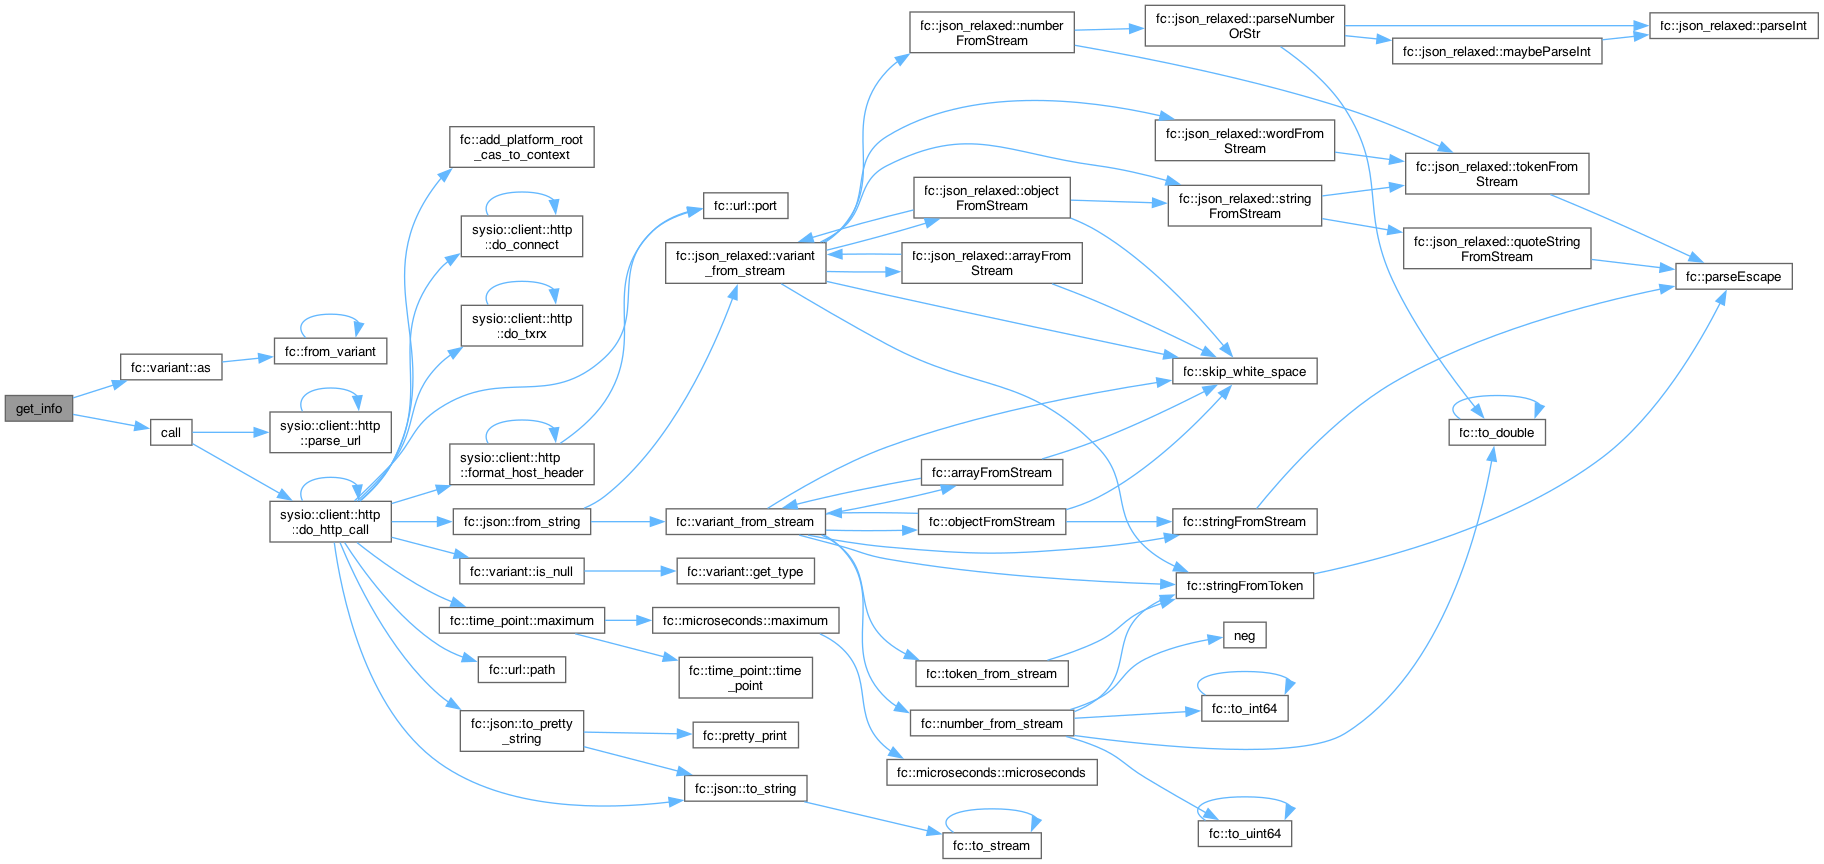 get_info
fc::variant::as
call
fc::from_variant
sysio::client::http
::parse_url
sysio::client::http
::do_http_call
fc::add_platform_root
_cas_to_context
sysio::client::http
::do_connect
sysio::client::http
::do_txrx
sysio::client::http
::format_host_header
fc::json::from_string
fc::variant::is_null
fc::time_point::maximum
fc::url::path
fc::json::to_pretty
_string
fc::url::port
fc::json_relaxed::variant
_from_stream
fc::variant_from_stream
fc::variant::get_type
fc::microseconds::maximum
fc::time_point::time
_point
fc::pretty_print
fc::json::to_string
fc::json_relaxed::number
FromStream
fc::json_relaxed::object
FromStream
fc::json_relaxed::arrayFrom
Stream
fc::arrayFromStream
fc::objectFromStream
fc::token_from_stream
fc::number_from_stream
fc::microseconds::microseconds
fc::to_stream
fc::json_relaxed::parseNumber
OrStr
fc::json_relaxed::wordFrom
Stream
fc::json_relaxed::string
FromStream
fc::skip_white_space
fc::stringFromStream
fc::stringFromToken
neg
fc::to_int64
fc::to_uint64
fc::json_relaxed::maybeParseInt
fc::json_relaxed::tokenFrom
Stream
fc::json_relaxed::quoteString
FromStream
fc::to_double
fc::json_relaxed::parseInt
fc::parseEscape